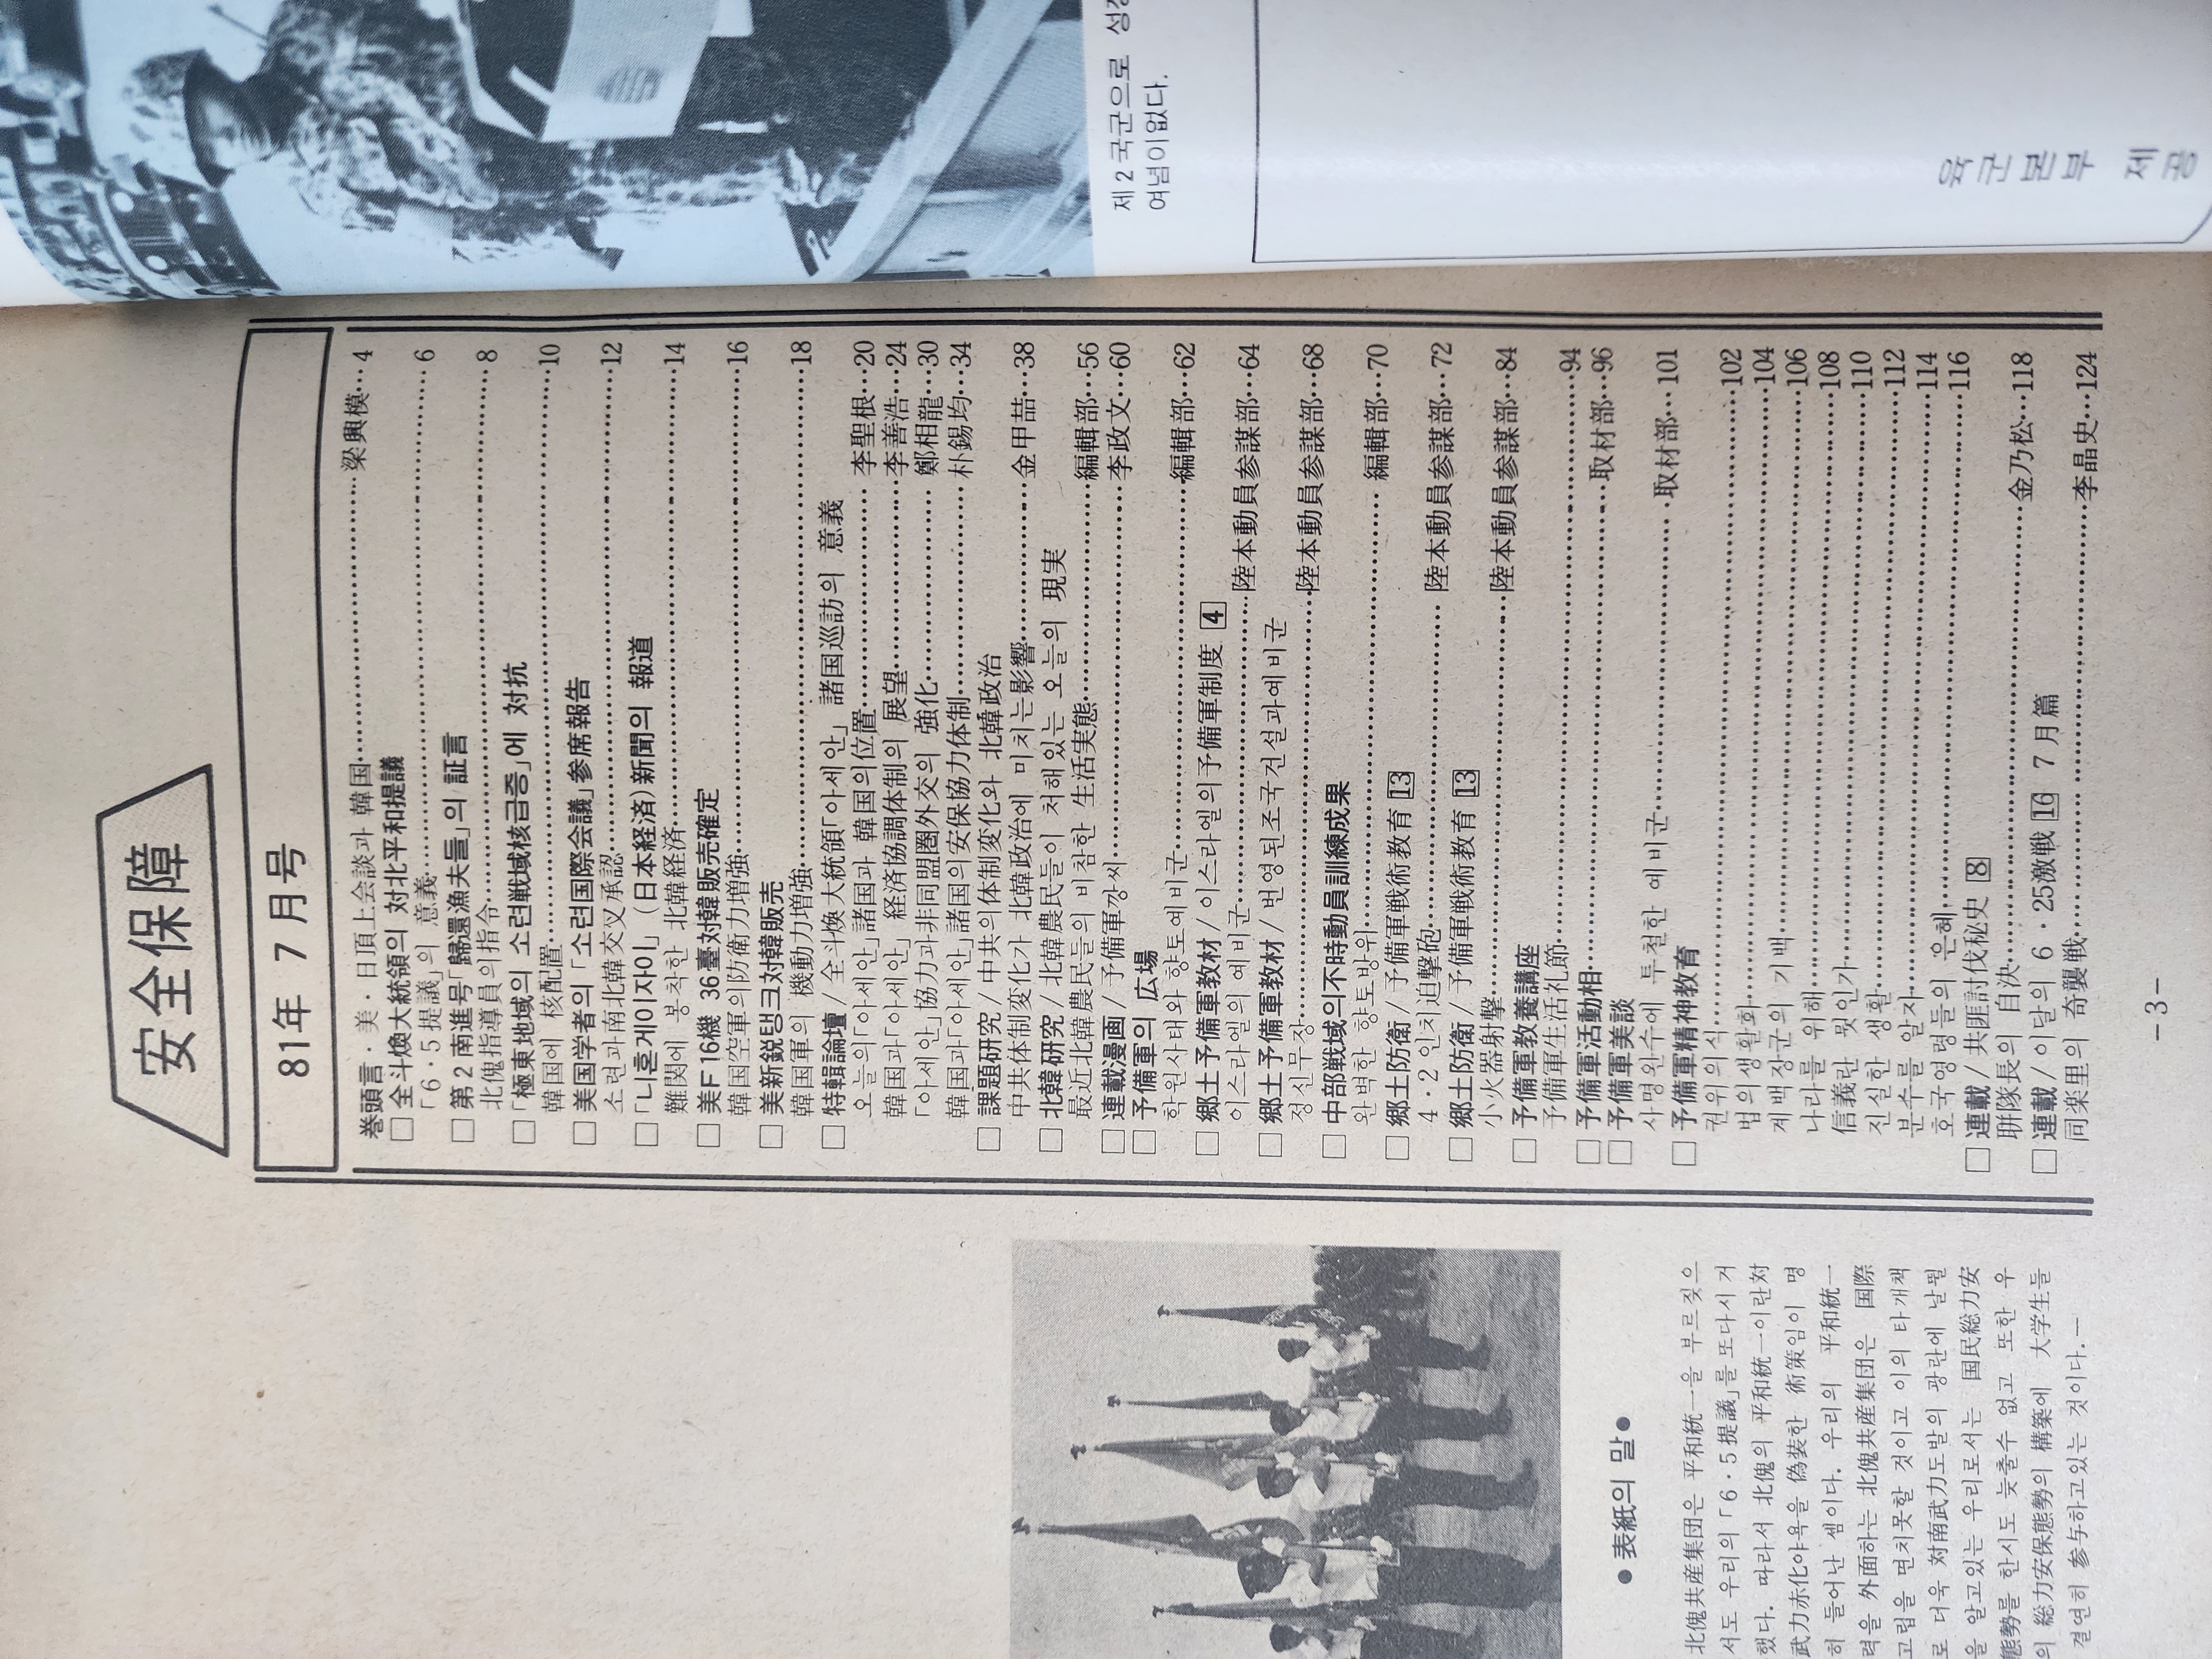 安全保障
81年 7月号
巻頭言・美・日頂上会談과 韓国……梁興模…4
□ 全斗煥大統領의 対北平和提議
「6・5提議」의 意義……6
□ 第2南進号「歸還漁夫들」의 証言
北傀指導員의指令……8
□ 「極東地域의 소련戦域核급증」에 対抗
韓国에 核配置……10
□ 美国学者의 「소련国際会議」参席報告
소련과南北韓交叉承認……12
□ 「니혼게이자이」(日本経済)新聞의 報道
難関에 봉착한 北韓経済……14
□ 美F16機 36臺対韓販売確定
韓国空軍의防衛力増強……16
□ 美新鋭탱크対韓販売
韓国軍의 機動力増強……18
□ 特輯論壇/全斗煥大統領「아세안」諸国巡訪의 意義
오늘의「아세안」諸国과 韓国의位置……李聖根…20
韓国과「아세안」 経済協調体制의 展望……李善浩…24
「아세안」協力과非同盟圏外交의 強化……鄭相龍…30
韓国과「아세안」諸国의安保協力体制……朴錫均…34
□ 課題研究/中共의体制変化와 北韓政治
中共体制変化가 北韓政治에 미치는影響……金甲喆…38
□ 北韓研究/北韓農民들이 처해있는 오늘의 現実
最近北韓農民들의 비참한 生活実態……編輯部…56
□ 連載漫画/予備軍깡씨……李政文…60
□ 予備軍의 広場
학원사태와 향토예비군……編輯部…62
□ 郷土予備軍教材/이스라엘의予備軍制度 4
이스라엘의 예비군……陸本動員参謀部…64
□ 郷土予備軍教材/번영된조국건설과예비군
정신무장……陸本動員参謀部…68
□ 中部戦域의不時動員訓練成果
완벽한 향토방위……編輯部…70
□ 郷土防衛/予備軍戦術教育 13
4・2인치迫撃砲……陸本動員参謀部…72
□ 郷土防衛/予備軍戦術教育 13
小火器射撃……陸本動員参謀部…84
□ 予備軍教養講座
予備軍生活礼節……94
□ 予備軍活動相……取材部…96
□ 予備軍美談
사명완수에 투철한 예비군……取材部…101
□ 予備軍精神教育
권위의식……102
법의 생활화……104
계백장군의 기백……106
나라를 위해……108
信義란 뭣인가……110
진실한 생활……112
분수를 알자……114
호국영령들의 은혜……116
□ 連載/共匪討伐秘史 8
聨隊長의 自決……金乃松…118
□ 連載/이달의 6・25激戦 16 7月篇
同楽里의 奇襲戦……李晶史…124
-3-
●表紙의 말●
北傀共産集団은 平和統一을 부르짖으
서도 우리의「6・5提議」를또다시 거
했다. 따라서 北傀의 平和統一이란対
武力赤化야욕을 偽装한 術策임이 명
히 들어난 셈이다. 우리의 平和統一
력을 外面하는 北傀共産集団은 国際
고립을 면치못할 것이고 이의 타개책
로 더욱 対南武力도발의 광란에 날뛸
을 알고있는 우리로서는 国民総力安
態勢를 한시도 늦출수 없고 또한 우
의 総力安保態勢의 構築에 大学生들
결연히 参与하고있는 것이다.ー
제2국군으로
여념이없다.
육군본부 제공